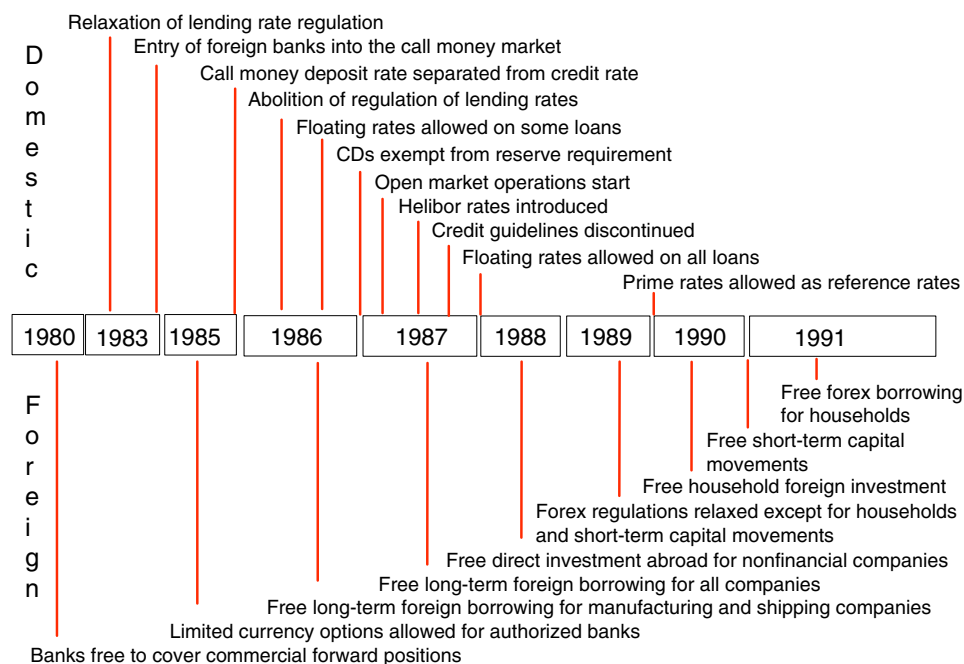 Relaxation of lending rate regulation
Entry of foreign banks into the call money market
Call money deposit rate separated from credit rate
Abolition of regulation of lending rates
Floating rates allowed on some loans
CDs exempt from reserve requirement
Open market operations start
Helibor rates introduced
Credit guidelines discontinued
Floating rates allowed on all loans
Prime rates allowed as reference rates
Domestic
1980 1983 1985 1986 1987 1988 1989 1990 1991
Foreign
Free forex borrowing
for households
Free short-term capital
movements
Free household foreign investment
Forex regulations relaxed except for households
and short-term capital movements
Free direct investment abroad for nonfinancial companies
Free long-term foreign borrowing for all companies
Free long-term foreign borrowing for manufacturing and shipping companies
Limited currency options allowed for authorized banks
Banks free to cover commercial forward positions